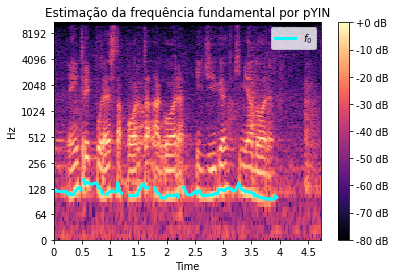 Estimação da frequência fundamental por pYIN
f₀
8192
4096
2048
1024
512
256
128
64
0
Hz
0 0.5 1 1.5 2 2.5 3 3.5 4 4.5
Time
+0 dB
-10 dB
-20 dB
-30 dB
-40 dB
-50 dB
-60 dB
-70 dB
-80 dB